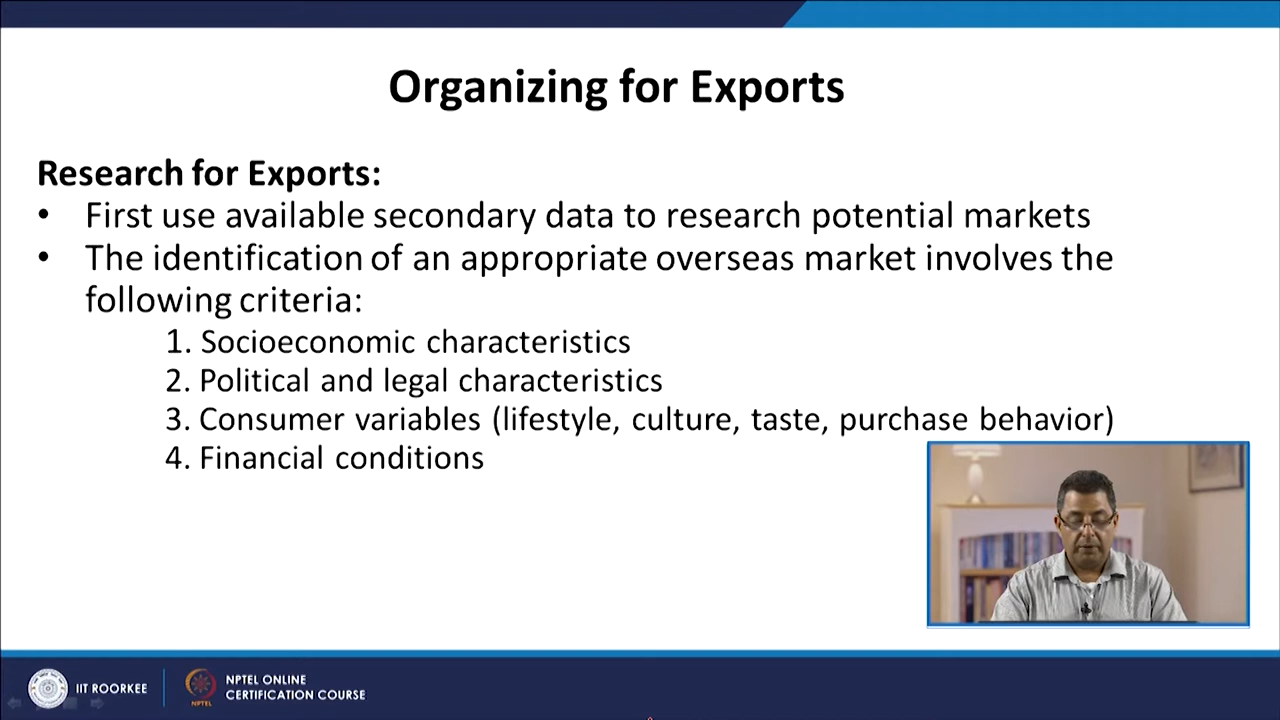 Organizing for Exports
Research for Exports:
• First use available secondary data to research potential markets
• The identification of an appropriate overseas market involves the
following criteria:
1. Socioeconomic characteristics
2. Political and legal characteristics
3. Consumer variables (lifestyle, culture, taste, purchase behavior)
4. Financial conditions
IIT ROORKEE
NPTEL
NPTEL ONLINE
CERTIFICATION COURSE